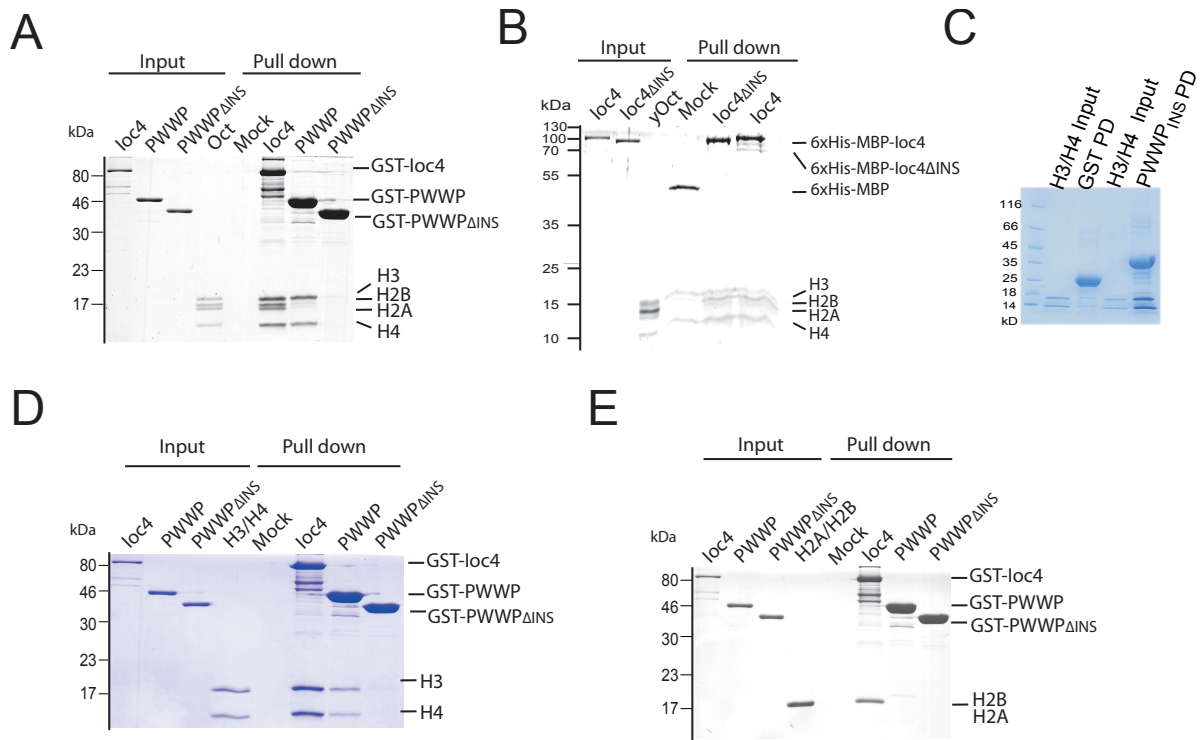 A
Input
Pull down
Ioc4
PWWP
PWWPΔINS
Oct
Mock
Ioc4
PWWP
PWWPΔINS
kDa
80
46
30
23
17
GST-Ioc4
GST-PWWP
GST-PWWPΔINS
H3
H2B
H2A
H4
B
Input
Pull down
Ioc4
Ioc4ΔINS
yOct
Mock
Ioc4ΔINS
Ioc4
kDa
130
100
70
55
35
25
15
10
6xHis-MBP-Ioc4
6xHis-MBP-Ioc4ΔINS
6xHis-MBP
H3
H2B
H2A
H4
C
H3/H4 Input
GST PD
H3/H4 Input
PWWPINS PD
116
66
45
35
25
18
14
kD
D
Input
Pull down
Ioc4
PWWP
PWWPΔINS
H3/H4
Mock
Ioc4
PWWP
PWWPΔINS
kDa
80
46
30
23
17
GST-Ioc4
GST-PWWP
GST-PWWPΔINS
H3
H4
E
Input
Pull down
Ioc4
PWWP
PWWPΔINS
H2A/H2B
Mock
Ioc4
PWWP
PWWPΔINS
kDa
80
46
30
23
17
GST-Ioc4
GST-PWWP
GST-PWWPΔINS
H2B
H2A